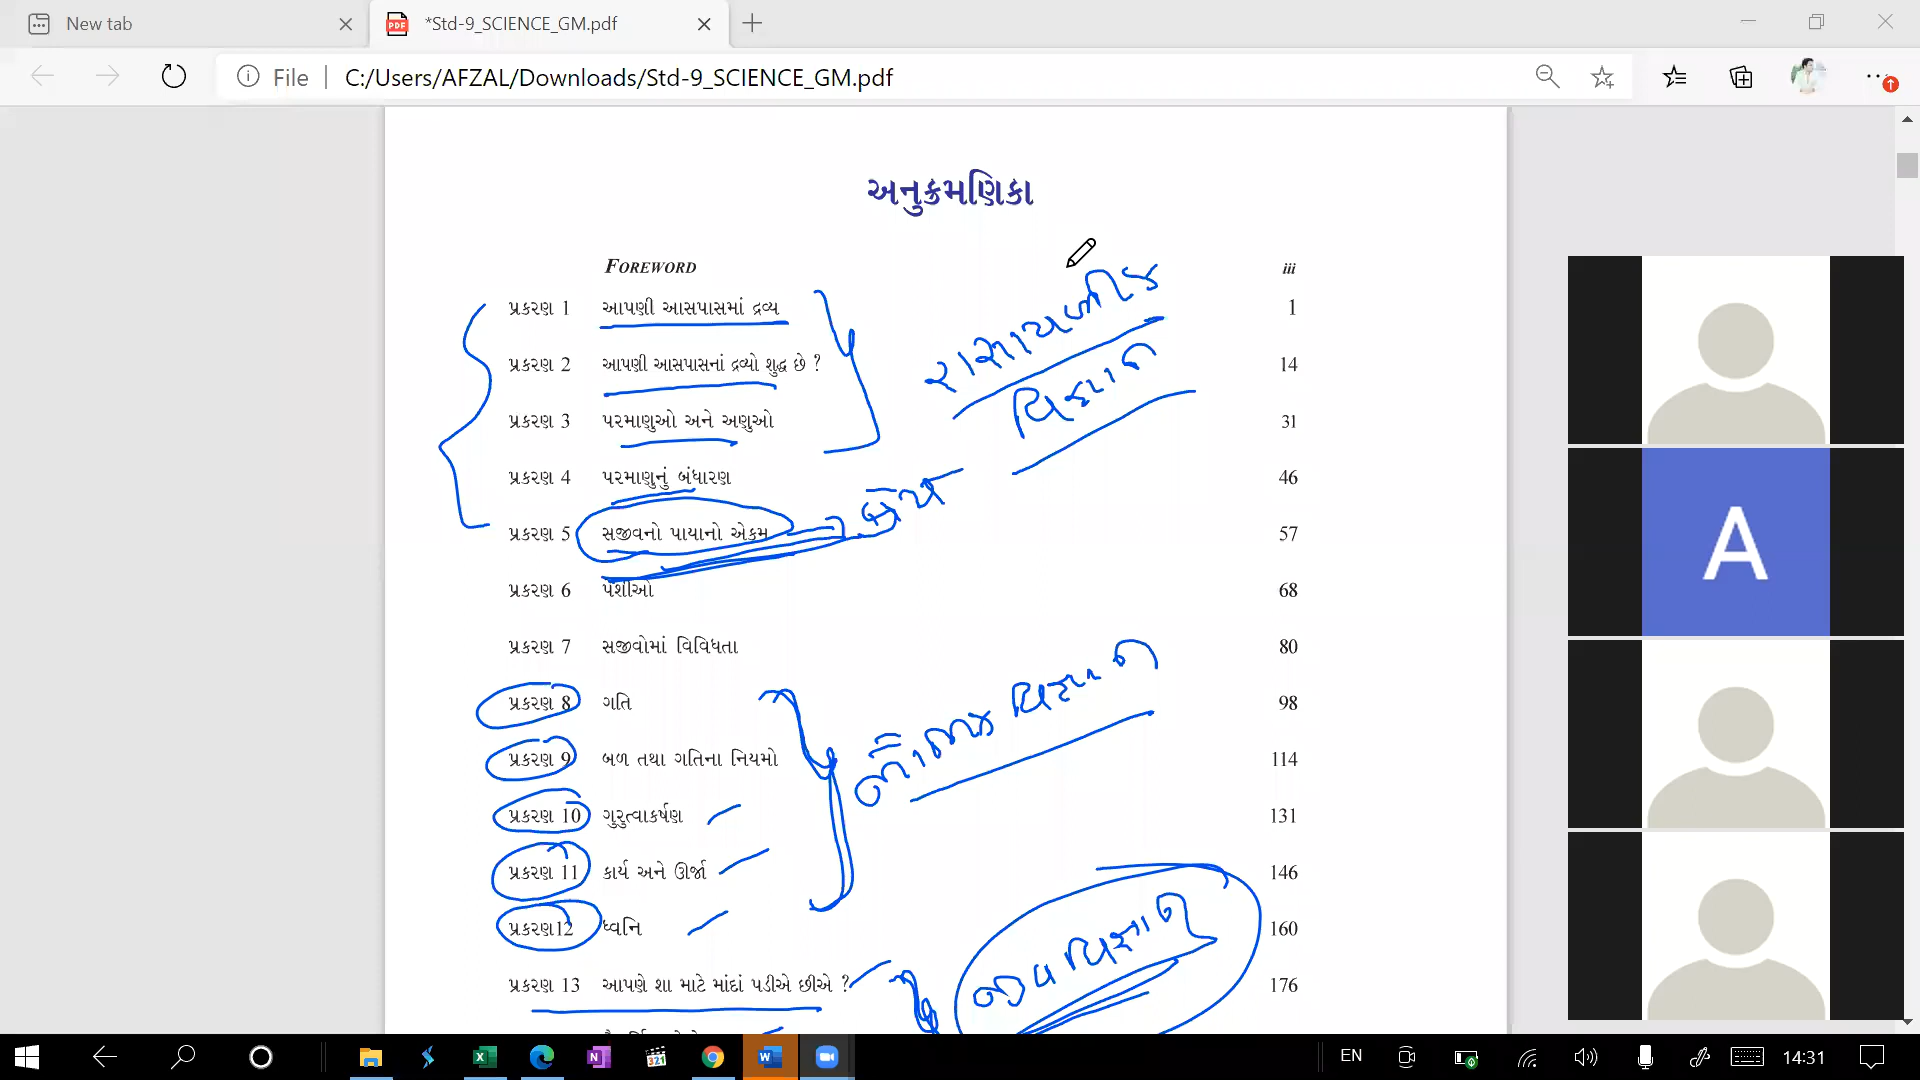 New tab
*Std-9_SCIENCE_GM.pdf
File | C:/Users/AFZAL/Downloads/Std-9_SCIENCE_GM.pdf
અનુક્રમણિકા
FOREWORD iii
પ્રકરણ 1 આપણી આસપાસમાં દ્રવ્ય 1
પ્રકરણ 2 આપણી આસપાસનાં દ્રવ્યો શુદ્ધ છે ? 14
પ્રકરણ 3 પરમાણુઓ અને અણુઓ 31
પ્રકરણ 4 પરમાણુનું બંધારણ 46
પ્રકરણ 5 સજીવનો પાયાનો એકમ 57
પ્રકરણ 6 પેશીઓ 68
પ્રકરણ 7 સજીવોમાં વિવિધતા 80
પ્રકરણ 8 ગતિ 98
પ્રકરણ 9 બળ તથા ગતિના નિયમો 114
પ્રકરણ 10 ગુરુત્વાકર્ષણ 131
પ્રકરણ 11 કાર્ય અને ઊર્જા 146
પ્રકરણ12 ધ્વનિ 160
પ્રકરણ 13 આપણે શા માટે માંદાં પડીએ છીએ ? 176
A
EN
14:31